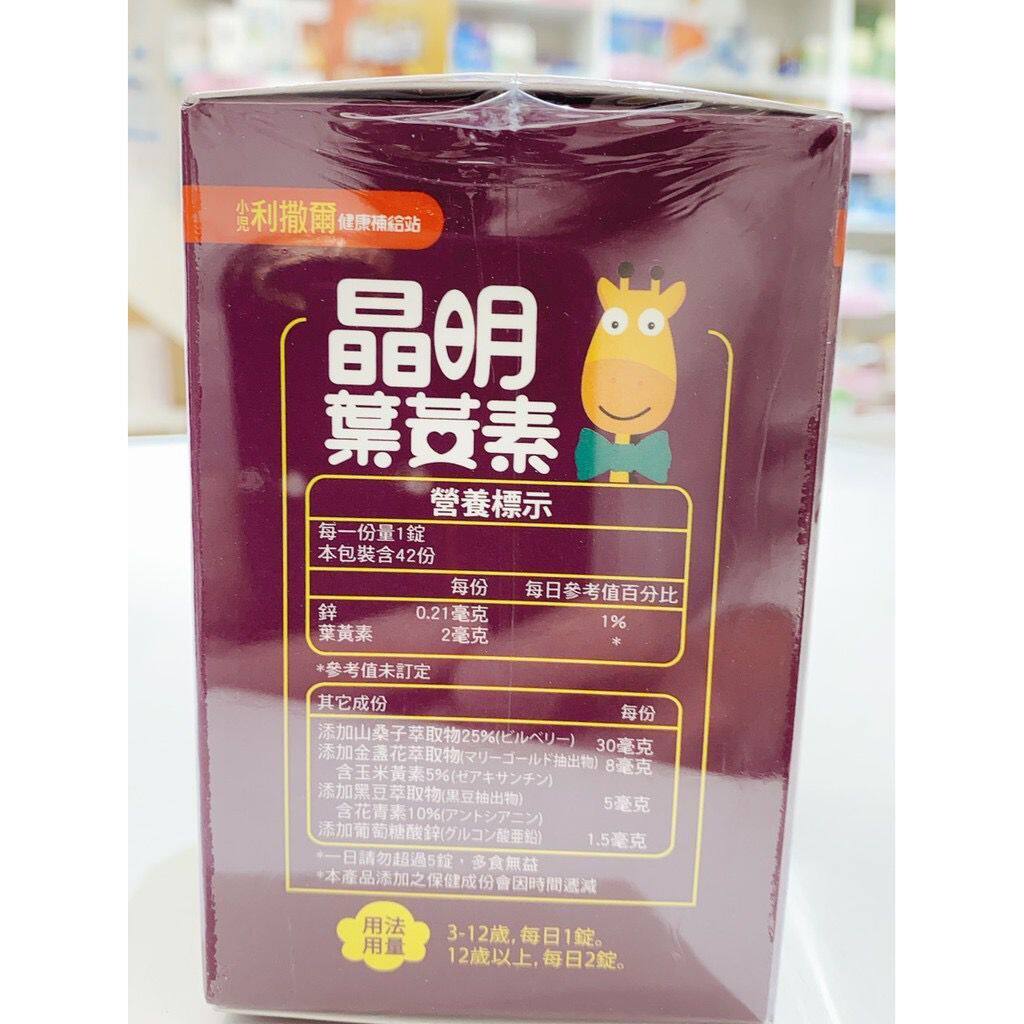 小兒利撒爾健康補給站
晶明
葉黃素
營養標示
每一份量1錠
本包裝含42份
每份 每日參考值百分比
鋅 0.21毫克 1%
葉黃素 2毫克 *
*參考值未訂定
其它成份 每份
添加山桑子萃取物25%(ビルベリー) 30毫克
添加金盞花萃取物(マリーゴールド抽出物) 8毫克
含玉米黃素5%(ゼアキサンチン)
添加黑豆萃取物(黒豆抽出物) 5毫克
含花青素10%(アントシアニン)
添加葡萄糖酸鋅(グルコン酸亜鉛) 1.5毫克
*一日請勿超過5錠，多食無益
*本產品添加之保健成份會因時間遞減
用法
用量
3-12歲,每日1錠。
12歲以上,每日2錠。